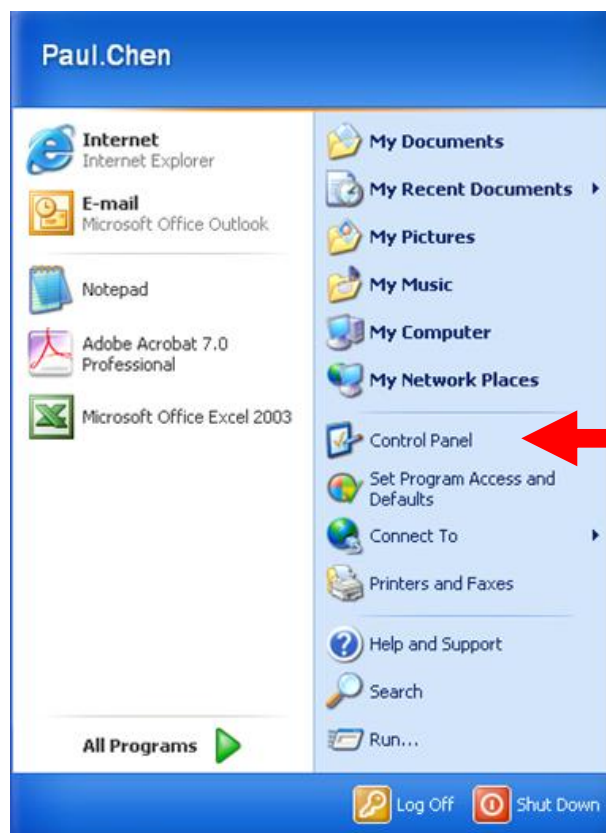 Paul.Chen
Internet
Internet Explorer
E-mail
Microsoft Office Outlook
Notepad
Adobe Acrobat 7.0
Professional
Microsoft Office Excel 2003
All Programs
My Documents
My Recent Documents
My Pictures
My Music
My Computer
My Network Places
Control Panel
Set Program Access and
Defaults
Connect To
Printers and Faxes
Help and Support
Search
Run...
Log Off
Shut Down